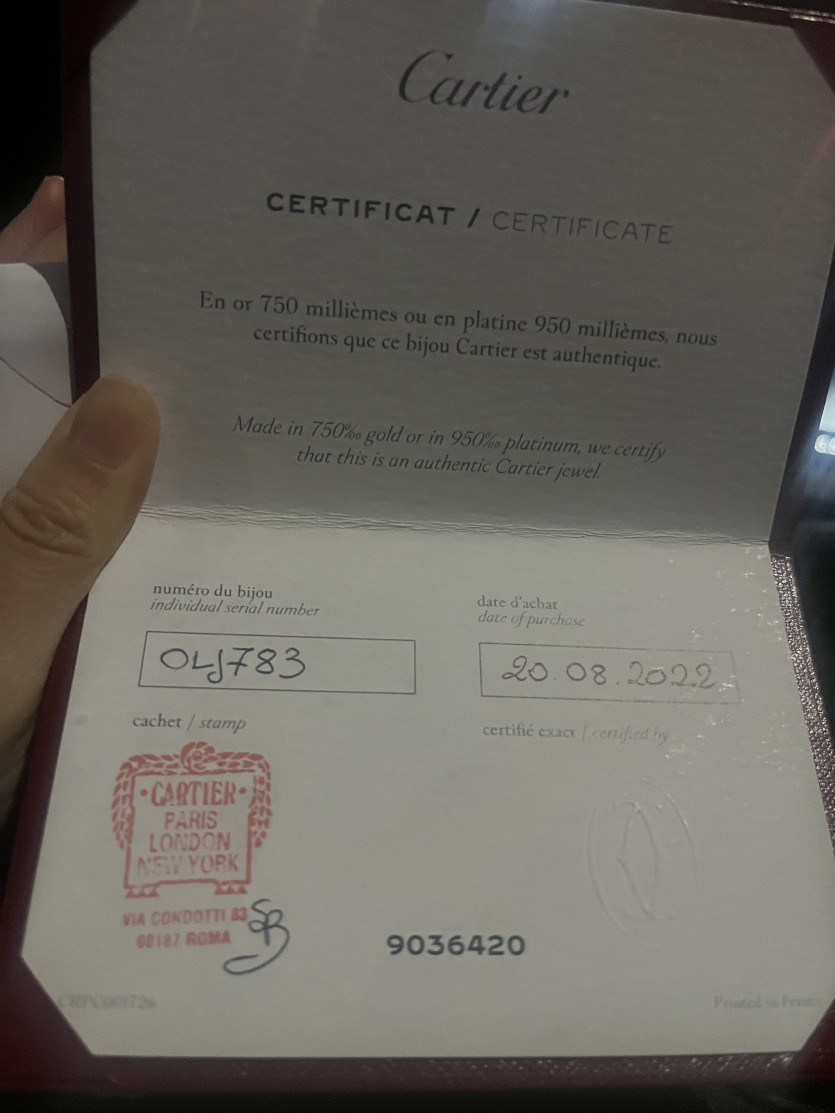 Cartier
CERTIFICAT / CERTIFICATE
En or 750 millièmes ou en platine 950 millièmes, nous
certifions que ce bijou Cartier est authentique.
Made in 750‰ gold or in 950‰ platinum, we certify
that this is an authentic Cartier jewel.
numéro du bijou
individual serial number
date d'achat
date of purchase
OLJ783
20.08.2022
cachet / stamp
certifié exact / certified by
·CARTIER·
PARIS
LONDON
NEW YORK
VIA CONDOTTI 83
00187 ROMA
9036420
Printed in France